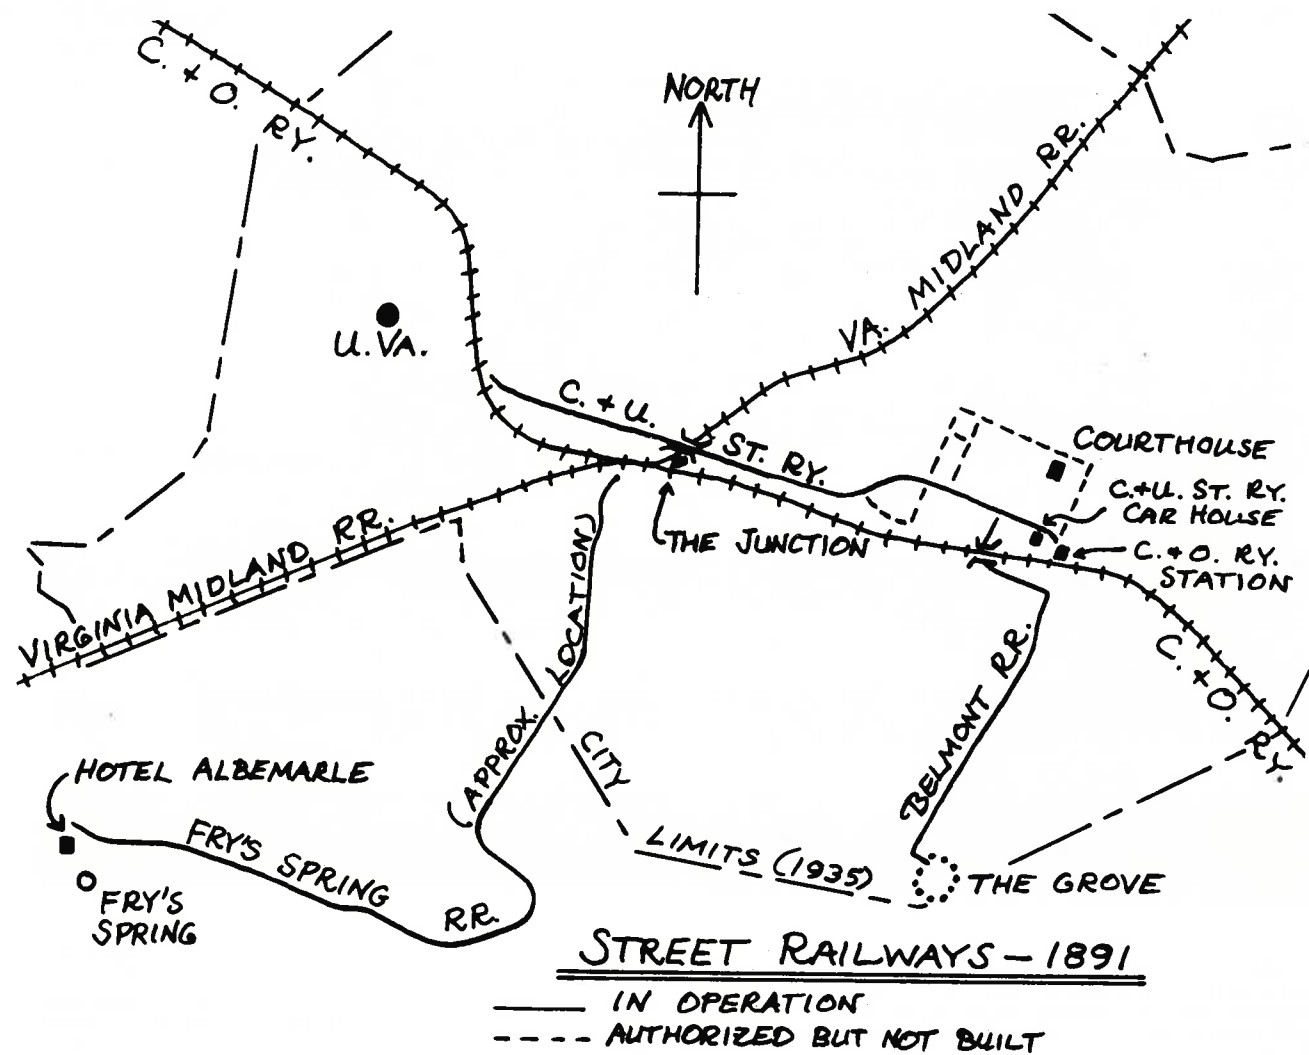 NORTH
C. + O. RY.
U. VA.
VA. MIDLAND RR.
C. + U. ST. RY.
COURTHOUSE
C.+U. ST. RY.
CAR HOUSE
C. + O. RY.
STATION
THE JUNCTION
VIRGINIA MIDLAND RR.
(APPROX. LOCATION)
BELMONT R.R.
C. + O. RY
HOTEL ALBEMARLE
FRY'S SPRING R.R.
FRY'S
SPRING
CITY LIMITS (1935)
THE GROVE
STREET RAILWAYS – 1891
IN OPERATION
AUTHORIZED BUT NOT BUILT